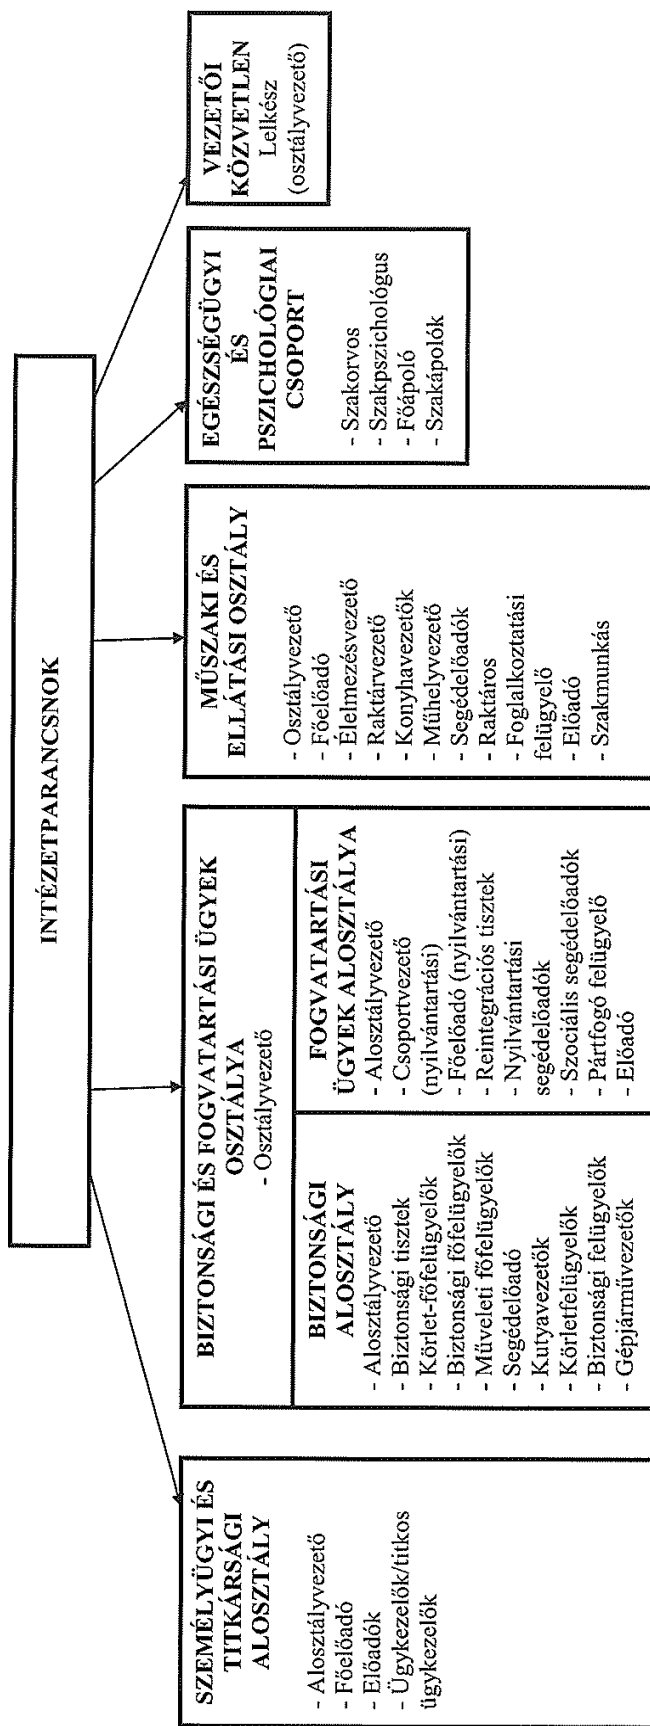 INTÉZETPARANCSNOK
SZEMÉLYÜGYI ÉS
TITKÁRSÁGI
ALOSZTÁLY
- Alosztályvezető
- Főelőadó
- Előadók
- Ügykezelők/titkos
ügykezelők
BIZTONSÁGI ÉS FOGVATARTÁSI ÜGYEK
OSZTÁLYA
- Osztályvezető
BIZTONSÁGI
ALOSZTÁLY
- Alosztályvezető
- Biztonsági tisztek
- Körlet-főfelügyelők
- Biztonsági főfelügyelők
- Műveleti főfelügyelők
- Segédelőadó
- Kutyavezetők
- Körletfelügyelők
- Biztonsági felügyelők
- Gépjárművezetők
FOGVATARTÁSI
ÜGYEK ALOSZTÁLYA
- Alosztályvezető
- Csoportvezető
(nyilvántartási)
- Főelőadó (nyilvántartási)
- Reintegrációs tisztek
- Nyilvántartási
segédelőadók
- Szociális segédelőadók
- Pártfogó felügyelő
- Előadó
MŰSZAKI ÉS
ELLÁTÁSI OSZTÁLY
- Osztályvezető
- Főelőadó
- Élelmezésvezető
- Raktárvezető
- Konyhavezetők
- Műhelyvezető
- Segédelőadók
- Raktáros
- Foglalkoztatási
felügyelő
- Előadó
- Szakmunkás
EGÉSZSÉGÜGYI
ÉS
PSZICHOLÓGIAI
CSOPORT
- Szakorvos
- Szakpszichológus
- Főápoló
- Szakápolók
VEZETŐI
KÖZVETLEN
Lelkész
(osztályvezető)